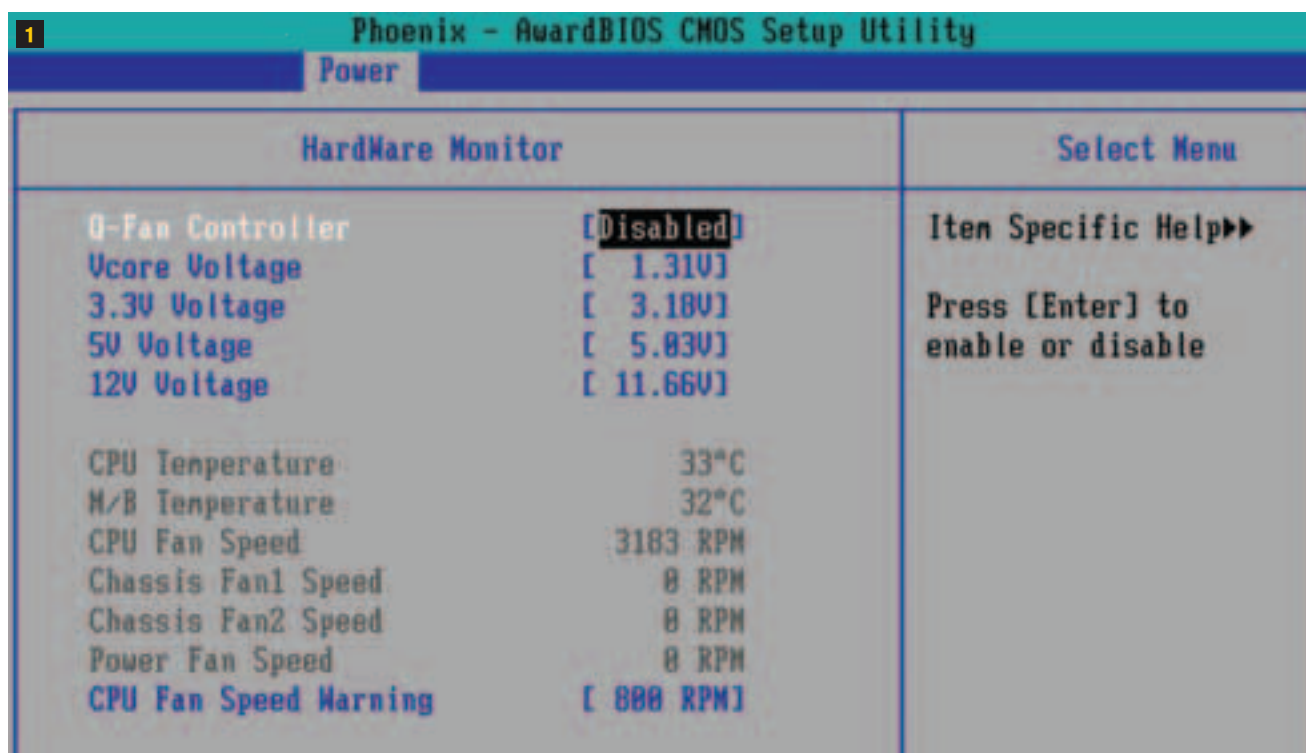 1
Phoenix - AwardBIOS CMOS Setup Utility
Power
HardWare Monitor
Select Menu
Q-Fan Controller [Disabled]
Vcore Voltage [ 1.31V]
3.3V Voltage [ 3.18V]
5V Voltage [ 5.03V]
12V Voltage [ 11.66V]
CPU Temperature 33°C
M/B Temperature 32°C
CPU Fan Speed 3183 RPM
Chassis Fan1 Speed 0 RPM
Chassis Fan2 Speed 0 RPM
Power Fan Speed 0 RPM
CPU Fan Speed Warning [ 800 RPM]
Item Specific Help▶▶
Press [Enter] to
enable or disable